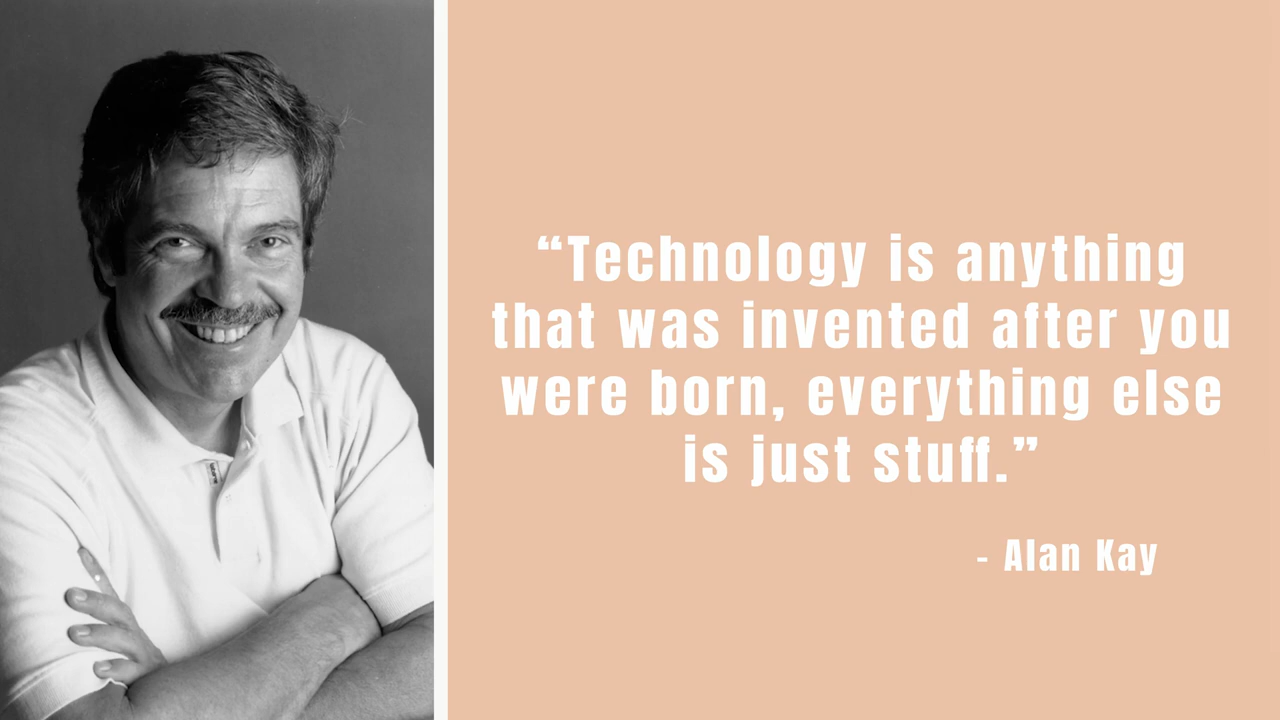 “Technology is anything
that was invented after you
were born, everything else
is just stuff.”
- Alan Kay